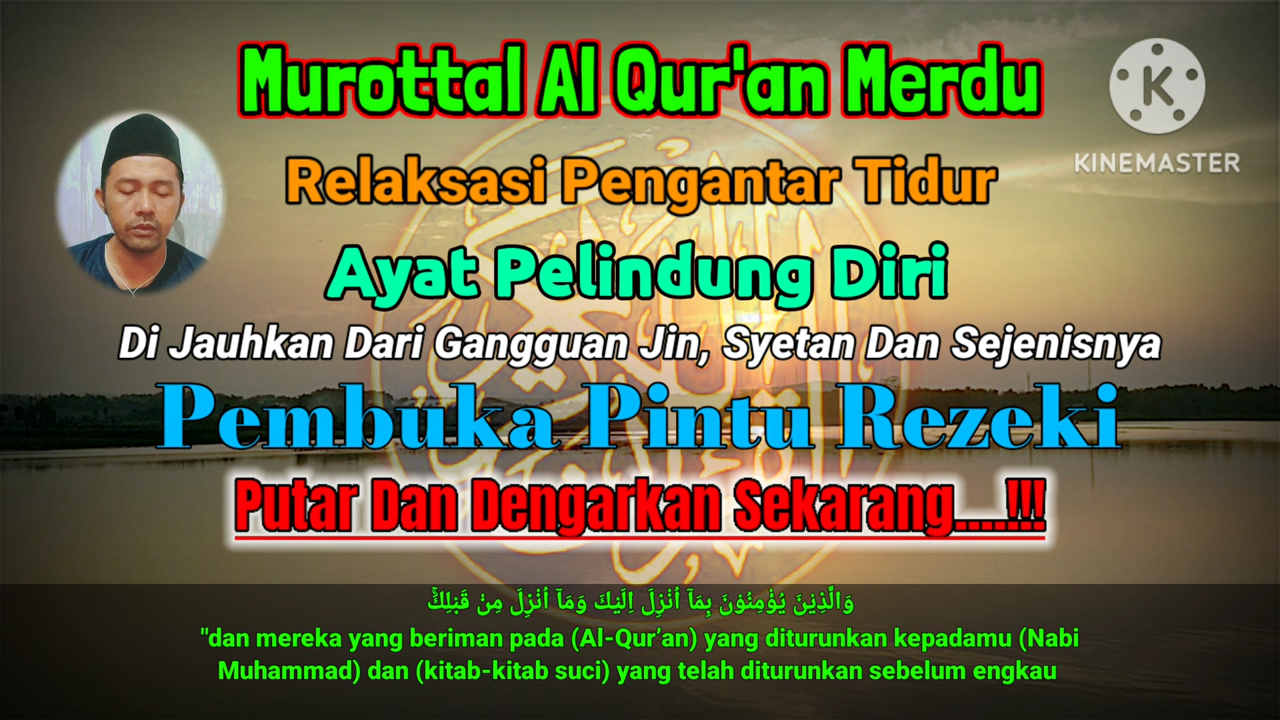 Murottal Al Qur'an Merdu
K
KINEMASTER
Relaksasi Pengantar Tidur
Ayat Pelindung Diri
Di Jauhkan Dari Gangguan Jin, Syetan Dan Sejenisnya
Pembuka Pintu Rezeki
Putar Dan Dengarkan Sekarang....!!!
وَالَّذِيْنَ يُؤْمِنُوْنَ بِمَآ اُنْزِلَ اِلَيْكَ وَمَآ اُنْزِلَ مِنْ قَبْلِكَۚ
"dan mereka yang beriman pada (Al-Qur’an) yang diturunkan kepadamu (Nabi
Muhammad) dan (kitab-kitab suci) yang telah diturunkan sebelum engkau